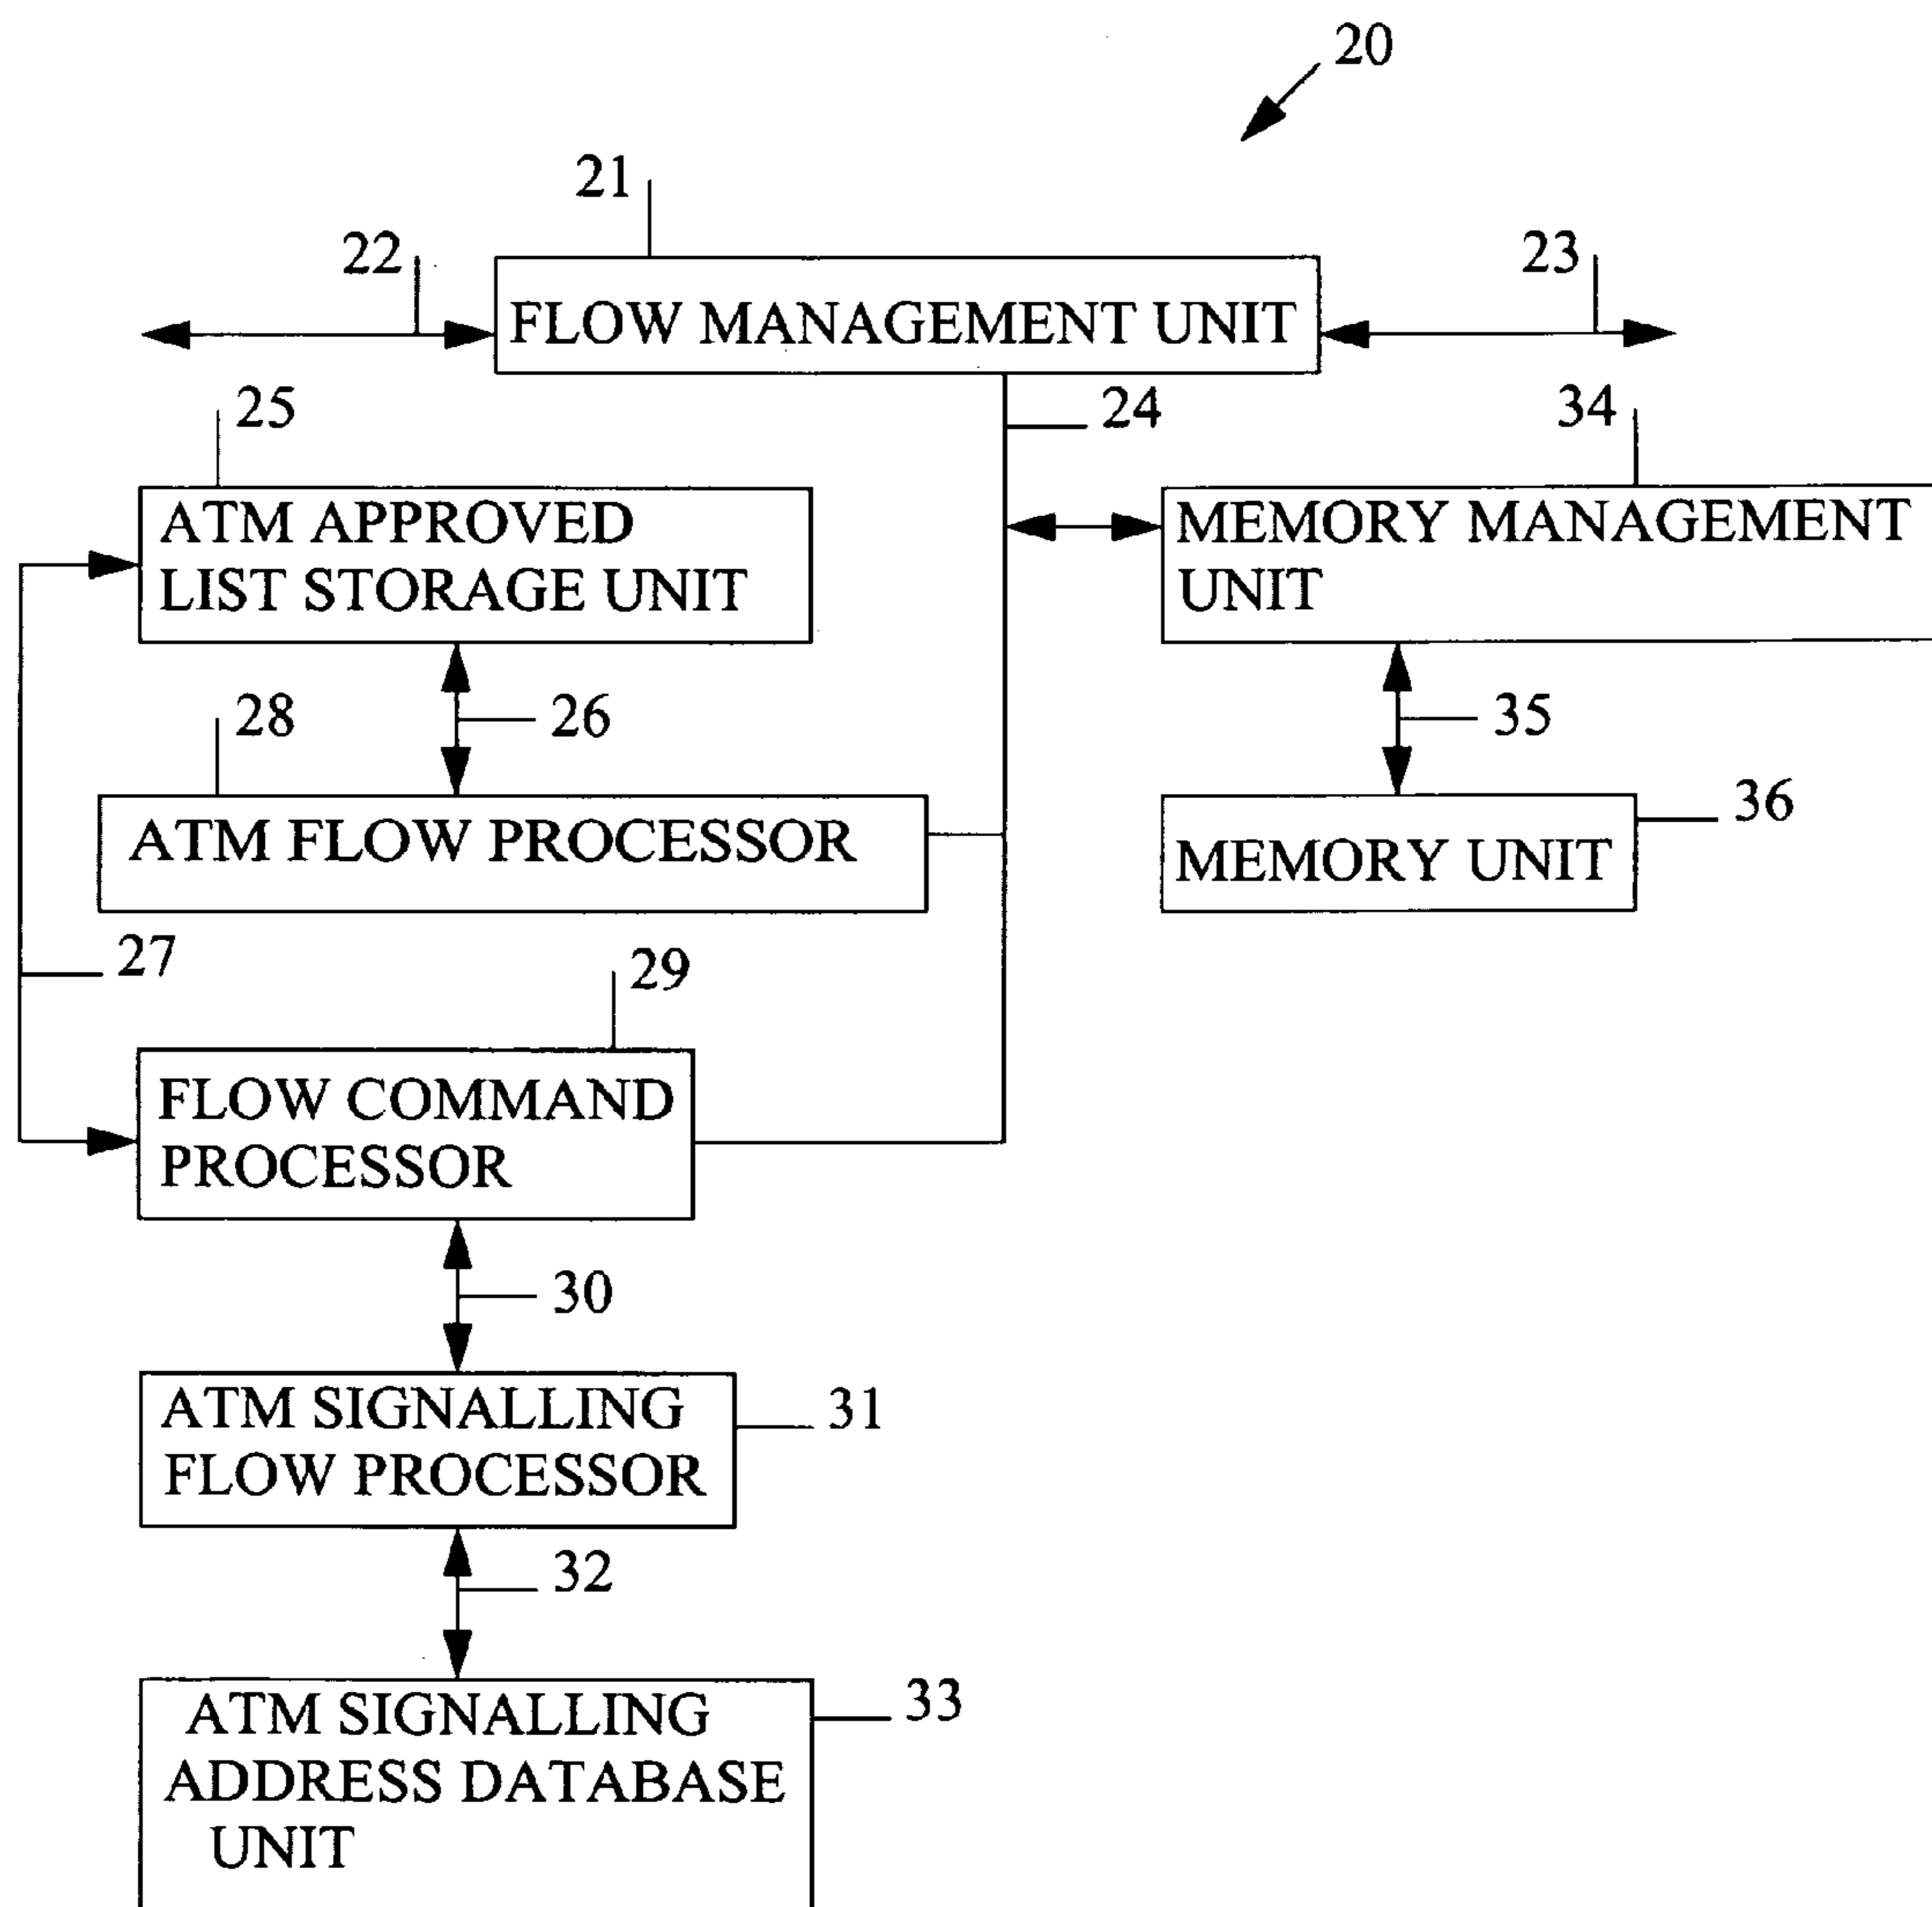 20
21
22
FLOW MANAGEMENT UNIT
23
24
25
ATM APPROVED
LIST STORAGE UNIT
34
MEMORY MANAGEMENT
UNIT
26
35
28
ATM FLOW PROCESSOR
MEMORY UNIT
36
27
29
FLOW COMMAND
PROCESSOR
30
ATM SIGNALLING
FLOW PROCESSOR
31
32
ATM SIGNALLING
ADDRESS DATABASE
UNIT
33